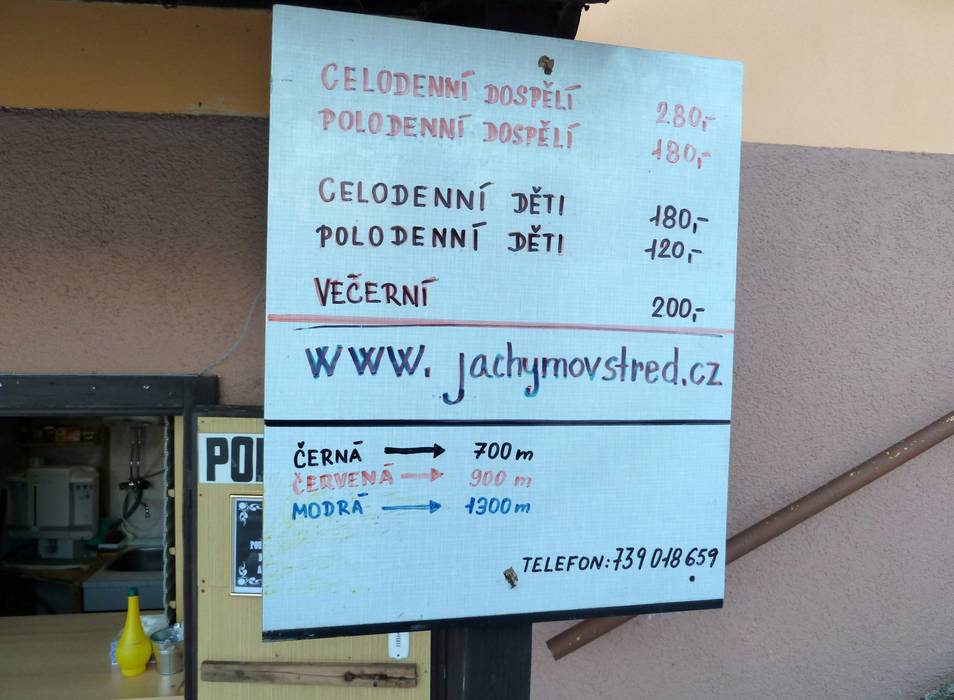 CELODENNÍ DOSPĚLÍ 280,-
POLODENNÍ DOSPĚLÍ 180,-
CELODENNÍ DĚTI 180,-
POLODENNÍ DĚTI 120,-
VEČERNÍ 200,-
www. jachymovstred.cz
ČERNÁ → 700 m
ČERVENÁ → 900 m
MODRÁ → 1300 m
TELEFON: 739 018 659